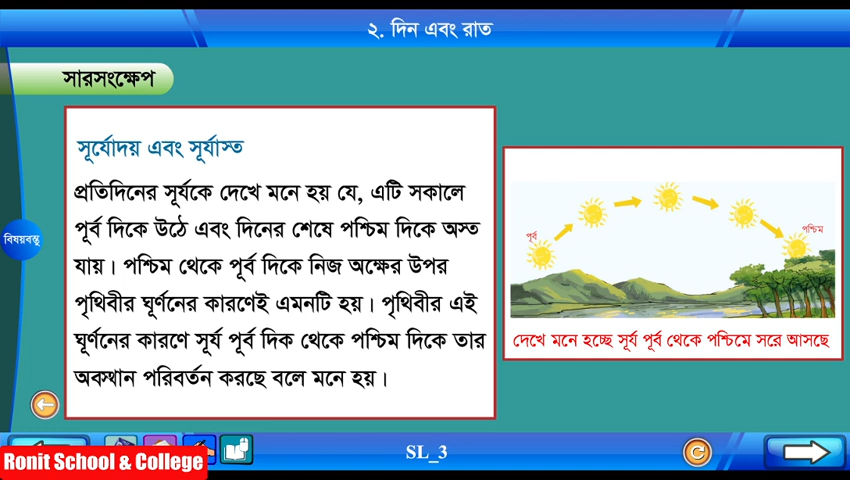 ২. দিন এবং রাত
সারসংক্ষেপ
সূর্যোদয় এবং সূর্যাস্ত
প্রতিদিনের সূর্যকে দেখে মনে হয় যে, এটি সকালে
পূর্ব দিকে উঠে এবং দিনের শেষে পশ্চিম দিকে অস্ত
যায়। পশ্চিম থেকে পূর্ব দিকে নিজ অক্ষের উপর
পৃথিবীর ঘূর্ণনের কারণেই এমনটি হয়। পৃথিবীর এই
ঘূর্ণনের কারণে সূর্য পূর্ব দিক থেকে পশ্চিম দিকে তার
অবস্থান পরিবর্তন করছে বলে মনে হয়।
পূর্ব
পশ্চিম
দেখে মনে হচ্ছে সূর্য পূর্ব থেকে পশ্চিমে সরে আসছে
বিষয়বস্তু
SL_3
Ronit School & College